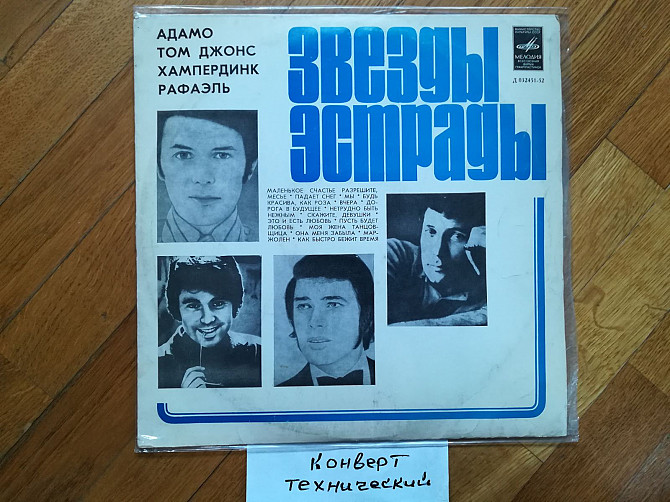 АДАМО
ТОМ ДЖОНС
ХАМПЕРДИНК
РАФАЭЛЬ
ЗВЕЗДЫ
ЭСТРАДЫ
МЕЛОДИЯ
Д 032451-52
МАЛЕНЬКОЕ СЧАСТЬЕ РАЗРЕШИТЕ,
МЕСЬЕ * ПАДАЕТ СНЕГ * МЫ * БУДЬ
КРАСИВА, КАК РОЗА * ВЧЕРА * ДО-
РОГА В БУДУЩЕЕ * НЕТРУДНО БЫТЬ
НЕЖНЫМ * СКАЖИТЕ, ДЕВУШКИ *
ЭТО И ЕСТЬ ЛЮБОВЬ * ПУСТЬ БУДЕТ
ЛЮБОВЬ * МОЯ ЖЕНА ТАНЦОВ-
ЩИЦА * ОНА МЕНЯ ЗАБЫЛА * МАР-
ЖОЛЕН * КАК БЫСТРО БЕЖИТ ВРЕМЯ
Конверт
технический